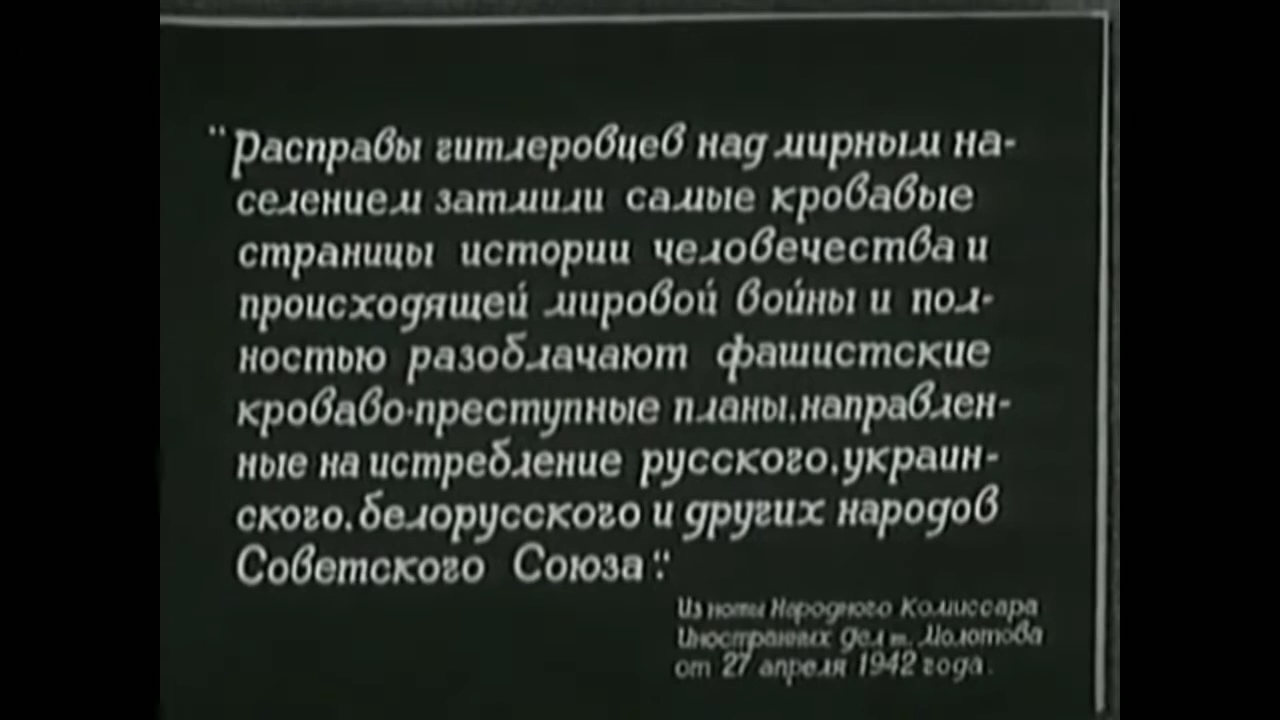 "Расправы гитлеровцев над мирным на-
селением затмили самые кровавые
страницы истории человечества и
происходящей мировой войны и пол-
ностью разоблачают фашистские
кроваво-преступные планы, направлен-
ные на истребление русского, украин-
ского, белорусского и других народов
Советского Союза".
Из ноты Народного Комиссара
Иностранных дел т. Молотова
от 27 апреля 1942 года.